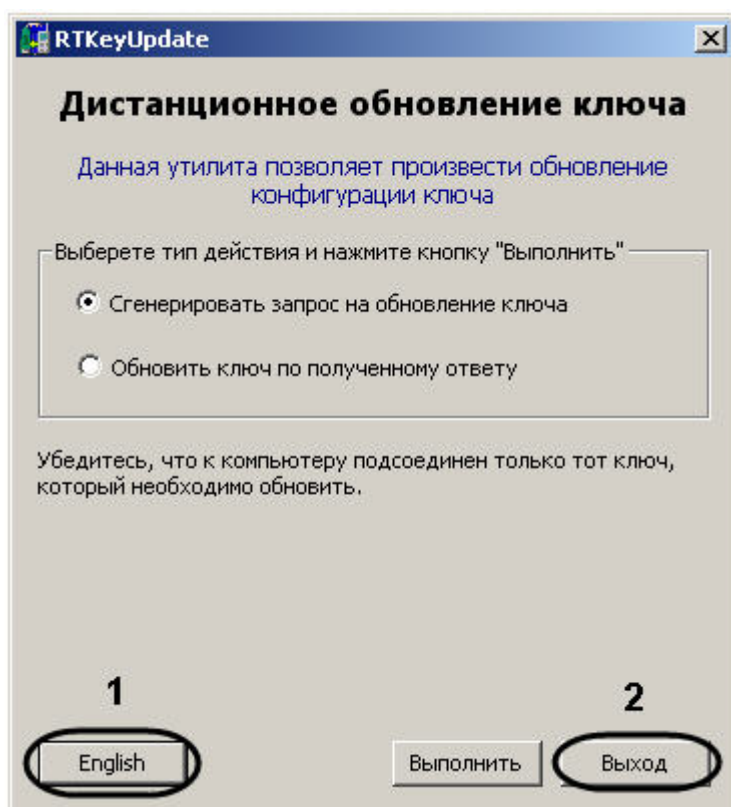 RTKeyUpdate
Дистанционное обновление ключа
Данная утилита позволяет произвести обновление
конфигурации ключа
Выберете тип действия и нажмите кнопку "Выполнить"
Сгенерировать запрос на обновление ключа
Обновить ключ по полученному ответу
Убедитесь, что к компьютеру подсоединен только тот ключ,
который необходимо обновить.
1
2
English
Выполнить
Выход